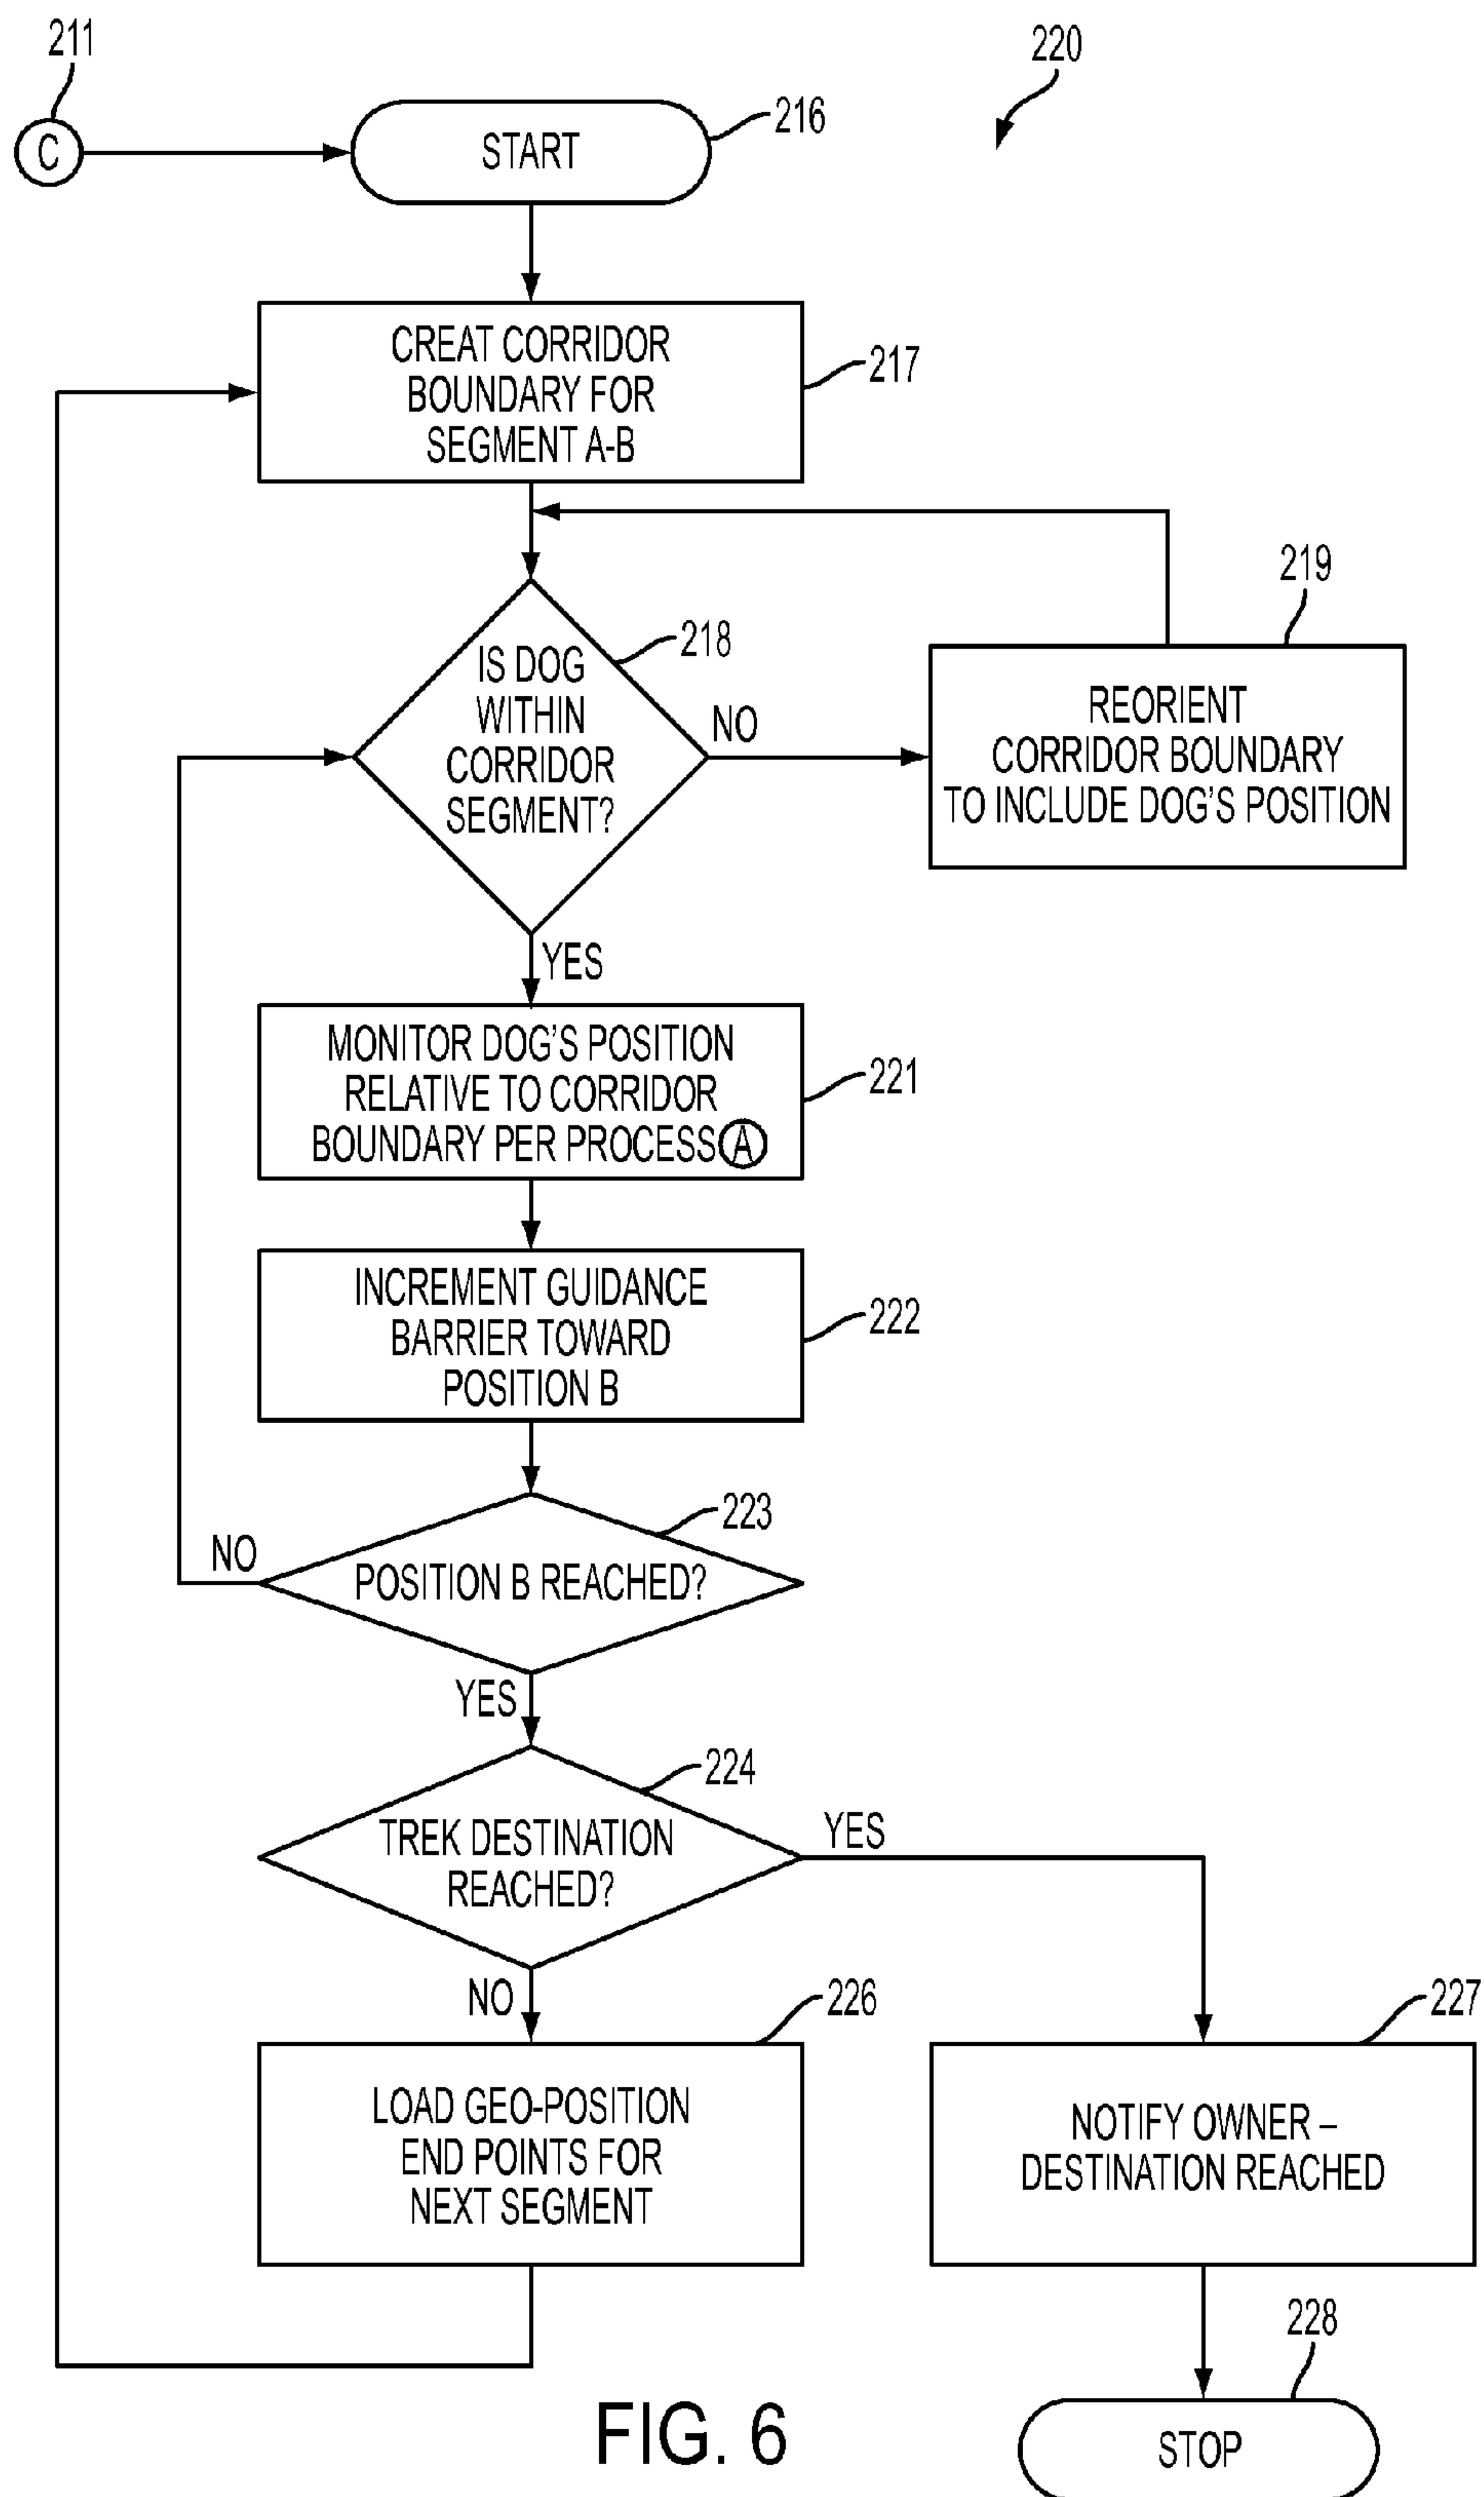 211
220
C
START
216
CREAT CORRIDOR
BOUNDARY FOR
SEGMENT A-B
217
219
218
IS DOG
WITHIN
CORRIDOR
SEGMENT?
NO
REORIENT
CORRIDOR BOUNDARY
TO INCLUDE DOG'S POSITION
YES
MONITOR DOG'S POSITION
RELATIVE TO CORRIDOR
BOUNDARY PER PROCESS A
221
INCREMENT GUIDANCE
BARRIER TOWARD
POSITION B
222
223
NO
POSITION B REACHED?
YES
224
TREK DESTINATION
REACHED?
YES
NO
226
227
LOAD GEO-POSITION
END POINTS FOR
NEXT SEGMENT
NOTIFY OWNER –
DESTINATION REACHED
228
STOP
FIG. 6